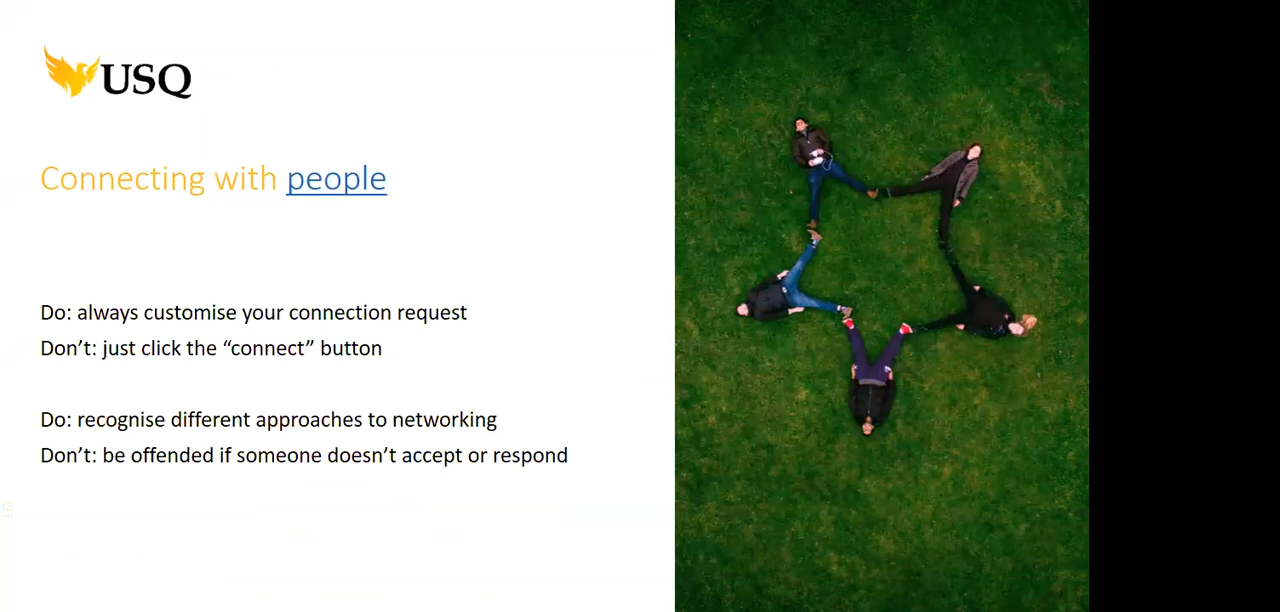 USQ
Connecting with people
Do: always customise your connection request
Don’t: just click the “connect” button
Do: recognise different approaches to networking
Don’t: be offended if someone doesn’t accept or respond